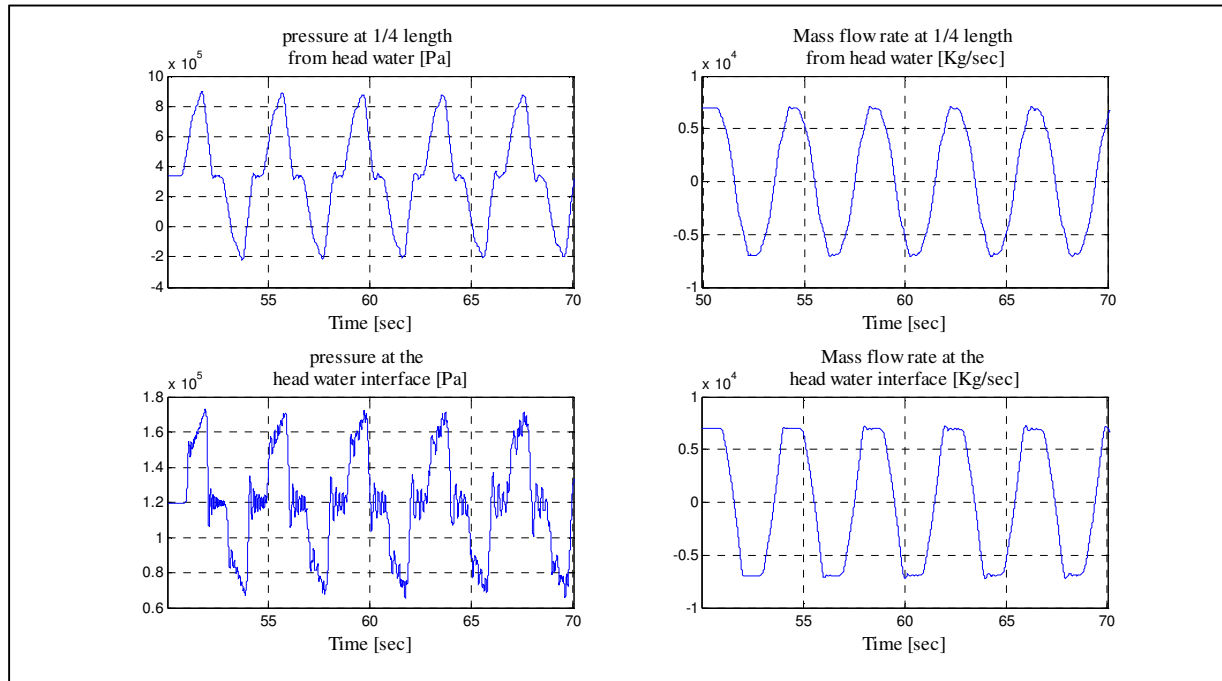 pressure at 1/4 length
from head water [Pa]
x 10^5
10
8
6
4
2
0
-2
-4
55
60
65
70
Time [sec]
Mass flow rate at 1/4 length
from head water [Kg/sec]
x 10^4
1
0.5
0
-0.5
-1
50
55
60
65
70
Time [sec]
pressure at the
head water interface [Pa]
x 10^5
1.8
1.6
1.4
1.2
1
0.8
0.6
55
60
65
70
Time [sec]
Mass flow rate at the
head water interface [Kg/sec]
x 10^4
1
0.5
0
-0.5
-1
50
55
60
65
70
Time [sec]